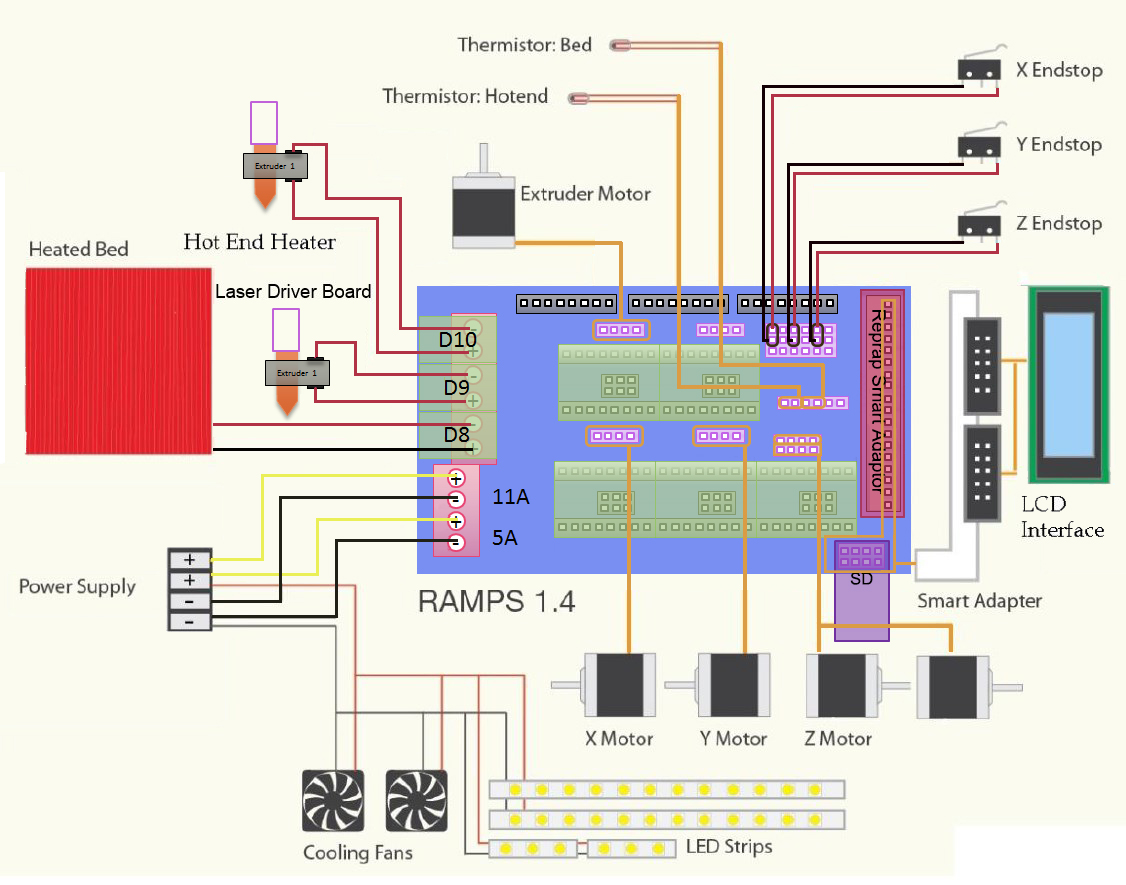 Thermistor: Bed
Thermistor: Hotend
X Endstop
Y Endstop
Z Endstop
Extruder 1
Extruder Motor
Hot End Heater
Heated Bed
Laser Driver Board
Extruder 1
D10
-
+
D9
-
+
D8
-
+
+
-
11A
+
-
5A
Reprap Smart Adaptor
LCD
Interface
SD
Smart Adapter
RAMPS 1.4
Power Supply
+
+
-
-
X Motor
Y Motor
Z Motor
LED Strips
Cooling Fans